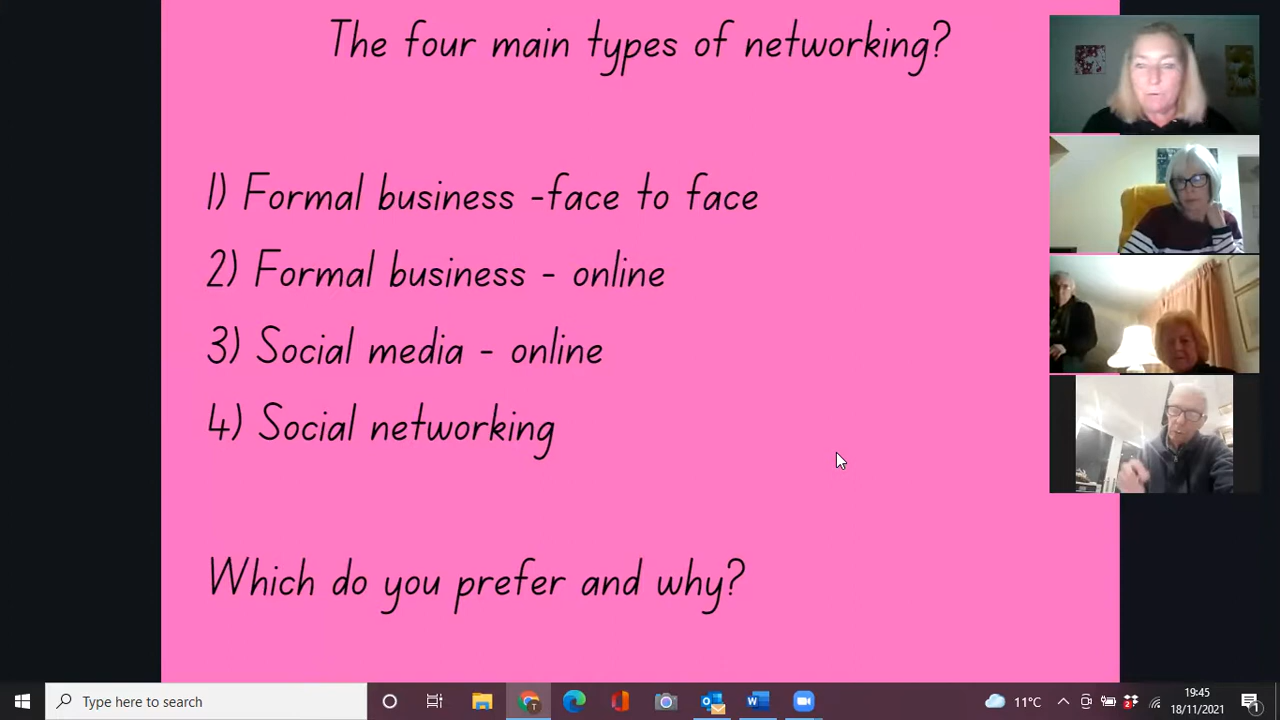 The four main types of networking?
1) Formal business -face to face
2) Formal business - online
3) Social media - online
4) Social networking
Which do you prefer and why?
Type here to search
11°C
19:45
18/11/2021